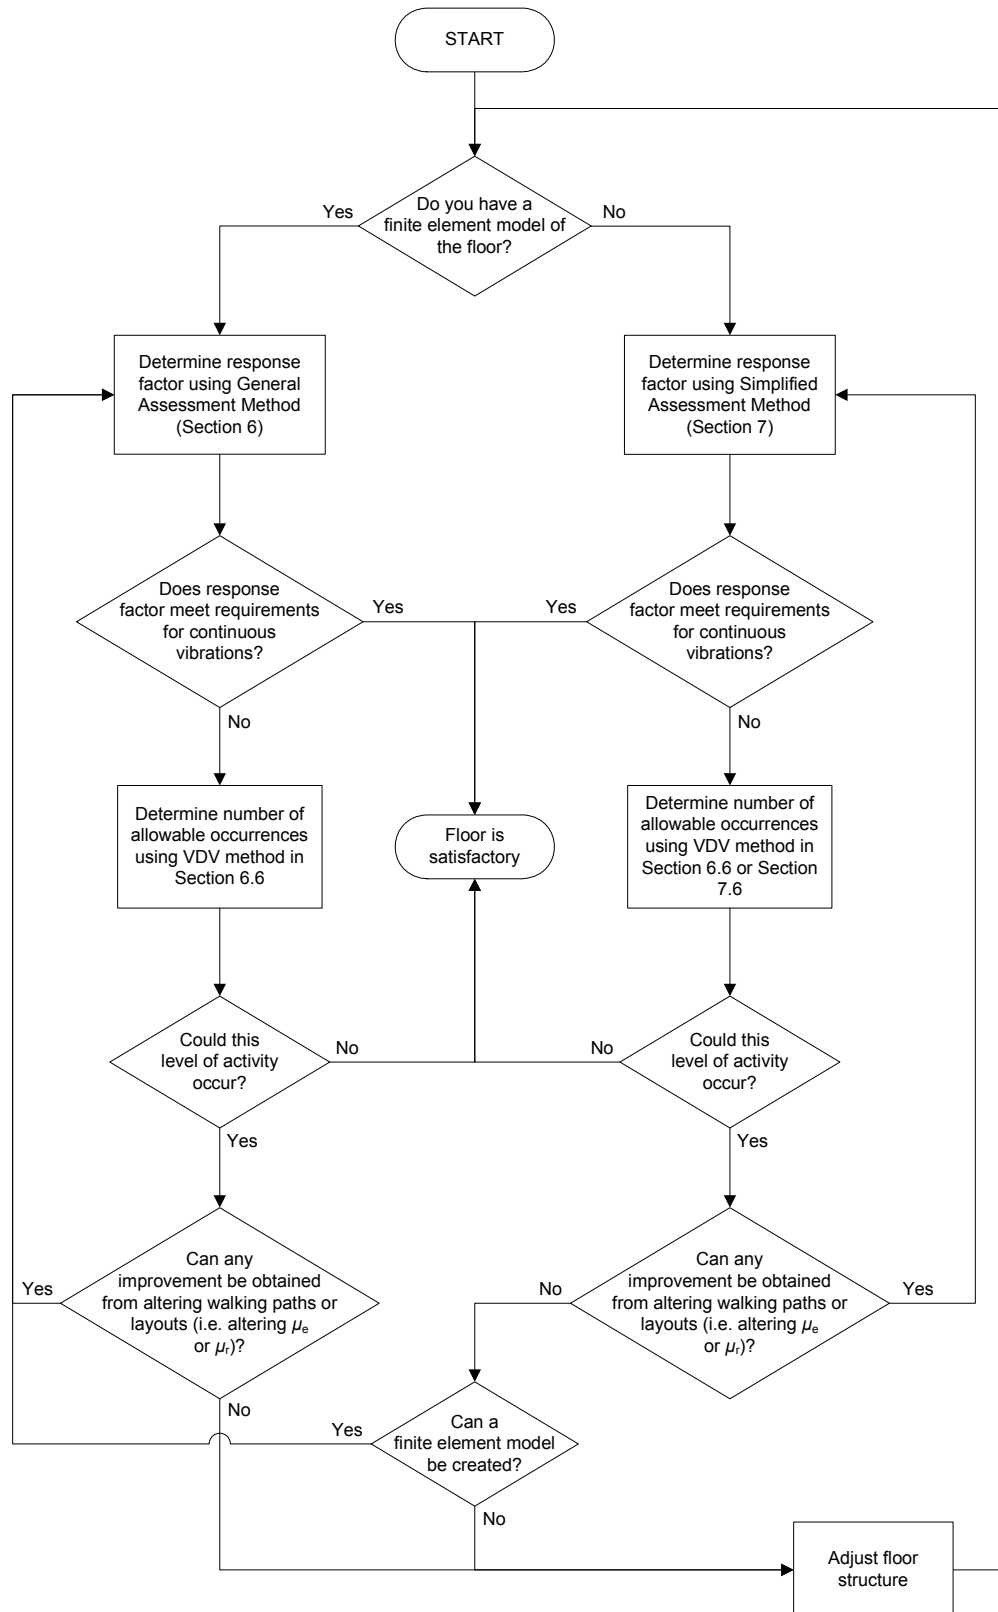 START
Do you have a
finite element model of
the floor?
Yes
No
Determine response
factor using General
Assessment Method
(Section 6)
Determine response
factor using Simplified
Assessment Method
(Section 7)
Does response
factor meet requirements
for continuous
vibrations?
Yes
Yes
Does response
factor meet requirements
for continuous
vibrations?
No
No
Determine number of
allowable occurrences
using VDV method in
Section 6.6
Floor is
satisfactory
Determine number of
allowable occurrences
using VDV method in
Section 6.6 or Section
7.6
Could this
level of activity
occur?
No
No
Could this
level of activity
occur?
Yes
Yes
Yes
Can any
improvement be obtained
from altering walking paths or
layouts (i.e. altering μe
or μr)?
No
Can any
improvement be obtained
from altering walking paths or
layouts (i.e. altering μe
or μr)?
Yes
No
Yes
Can a
finite element model
be created?
No
Adjust floor
structure